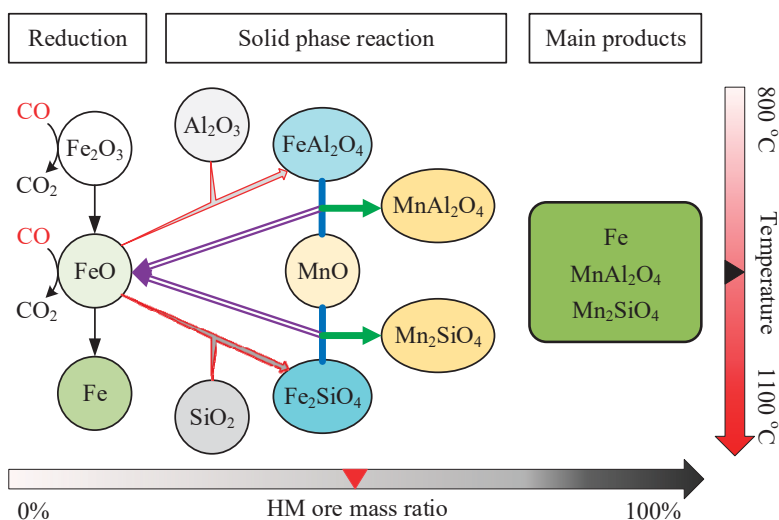 Reduction
Solid phase reaction
Main products
CO
Fe₂O₃
CO₂
Al₂O₃
FeAl₂O₄
MnAl₂O₄
CO
FeO
CO₂
MnO
Mn₂SiO₄
Fe
SiO₂
Fe₂SiO₄
Fe
MnAl₂O₄
Mn₂SiO₄
800 °C
Temperature
1100 °C
0%
HM ore mass ratio
100%